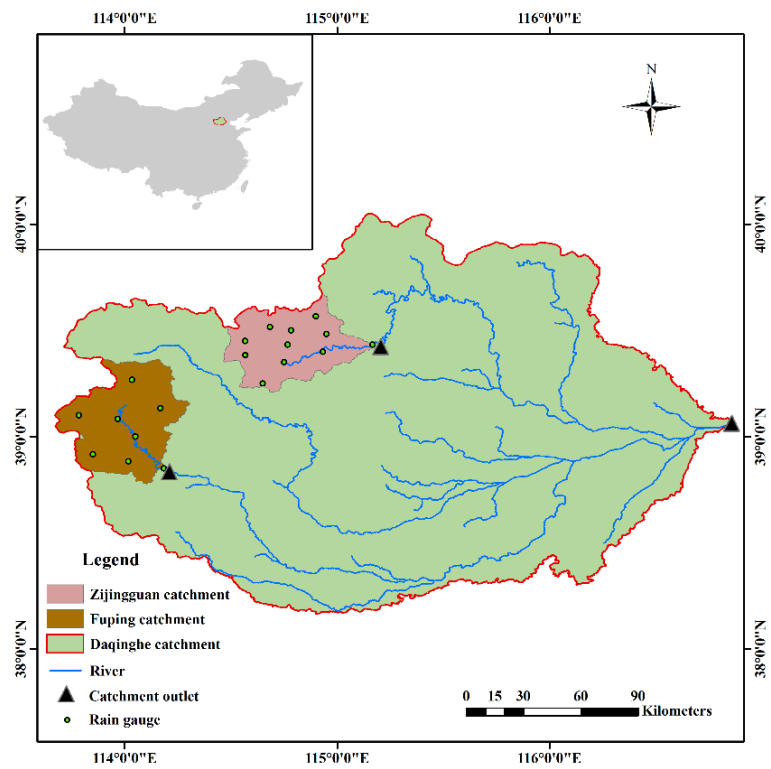 114°0'0"E 115°0'0"E 116°0'0"E
N
40°0'0"N 40°0'0"N
39°0'0"N 39°0'0"N
38°0'0"N 38°0'0"N
Legend
Zijingguan catchment
Fuping catchment
Daqinghe catchment
River
Catchment outlet
Rain gauge
0 15 30 60 90
Kilometers
114°0'0"E 115°0'0"E 116°0'0"E